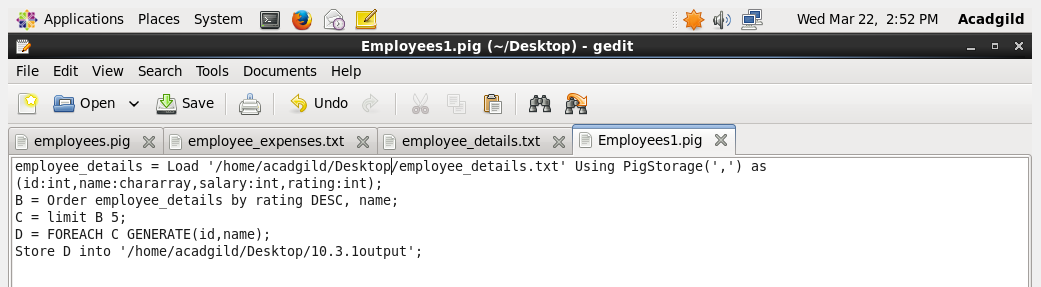 Applications Places System Wed Mar 22, 2:52 PM Acadgild
Employees1.pig (~/Desktop) - gedit
File Edit View Search Tools Documents Help
Open Save Undo
employees.pig employee_expenses.txt employee_details.txt Employees1.pig
employee_details = Load '/home/acadgild/Desktop/employee_details.txt' Using PigStorage(',') as
(id:int,name:chararray,salary:int,rating:int);
B = Order employee_details by rating DESC, name;
C = limit B 5;
D = FOREACH C GENERATE(id,name);
Store D into '/home/acadgild/Desktop/10.3.1output';